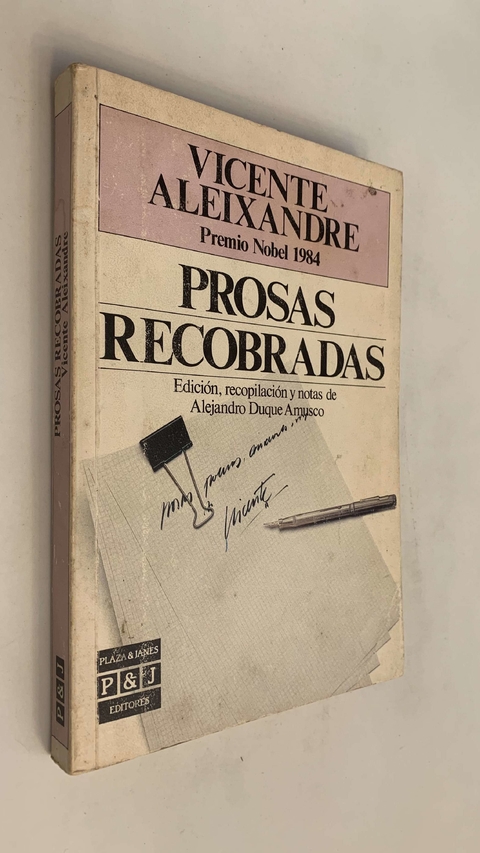 VICENTE
ALEIXANDRE
Premio Nobel 1984
PROSAS
RECOBRADAS
Edición, recopilación y notas de
Alejandro Duque Amusco
Vicente
PLAZA & JANES
P & J
EDITORES
PROSAS RECOBRADAS
Vicente Aleixandre
P & J